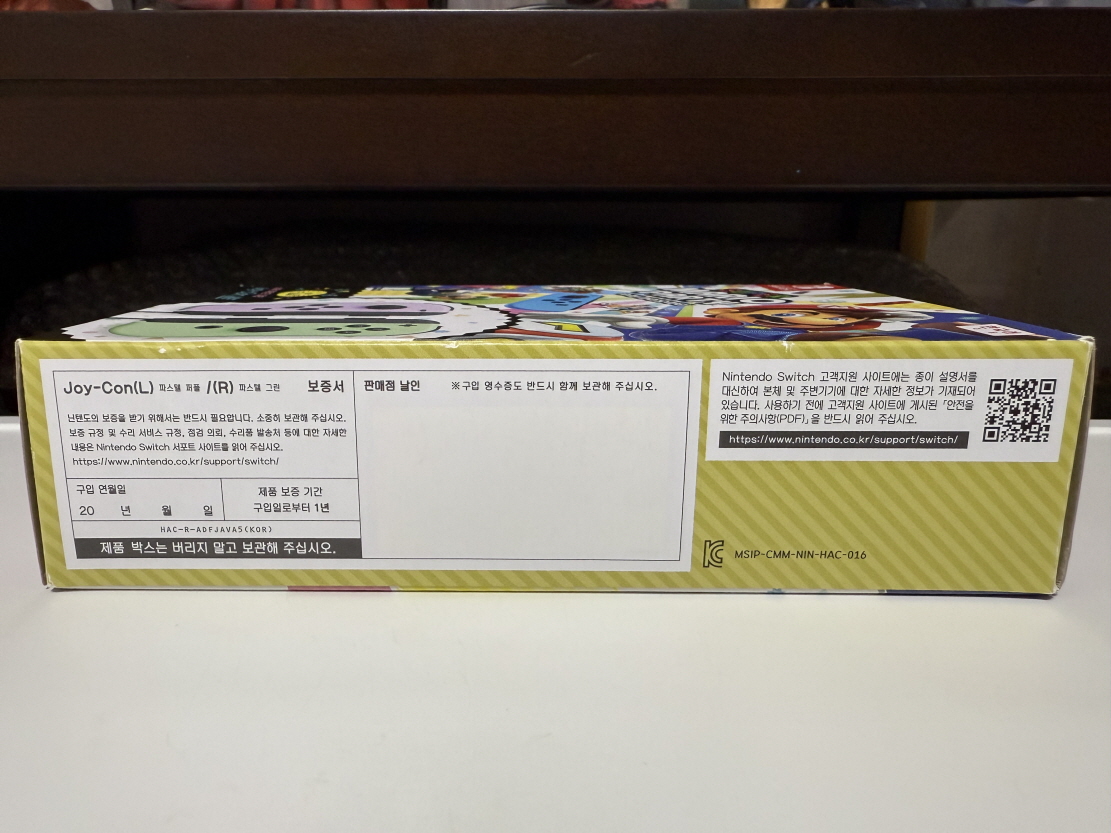 Joy-Con(L) 파스텔 퍼플 /(R) 파스텔 그린 보증서
닌텐도의 보증을 받기 위해서는 반드시 필요합니다. 소중히 보관해 주십시오.
보증 규정 및 수리 서비스 규정, 점검 의뢰, 수리품 발송처 등에 대한 자세한
내용은 Nintendo Switch 서포트 사이트를 읽어 주십시오.
https://www.nintendo.co.kr/support/switch/
구입 연월일
20 년 월 일
제품 보증 기간
구입일로부터 1년
HAC-R-ADFJAVA5(KOR)
제품 박스는 버리지 말고 보관해 주십시오.
판매점 날인 ※구입 영수증도 반드시 함께 보관해 주십시오.
Nintendo Switch 고객지원 사이트에는 종이 설명서를
대신하여 본체 및 주변기기에 대한 자세한 정보가 기재되어
있습니다. 사용하기 전에 고객지원 사이트에 게시된 「안전을
위한 주의사항(PDF)」을 반드시 읽어 주십시오.
https://www.nintendo.co.kr/support/switch/
MSIP-CMM-NIN-HAC-016